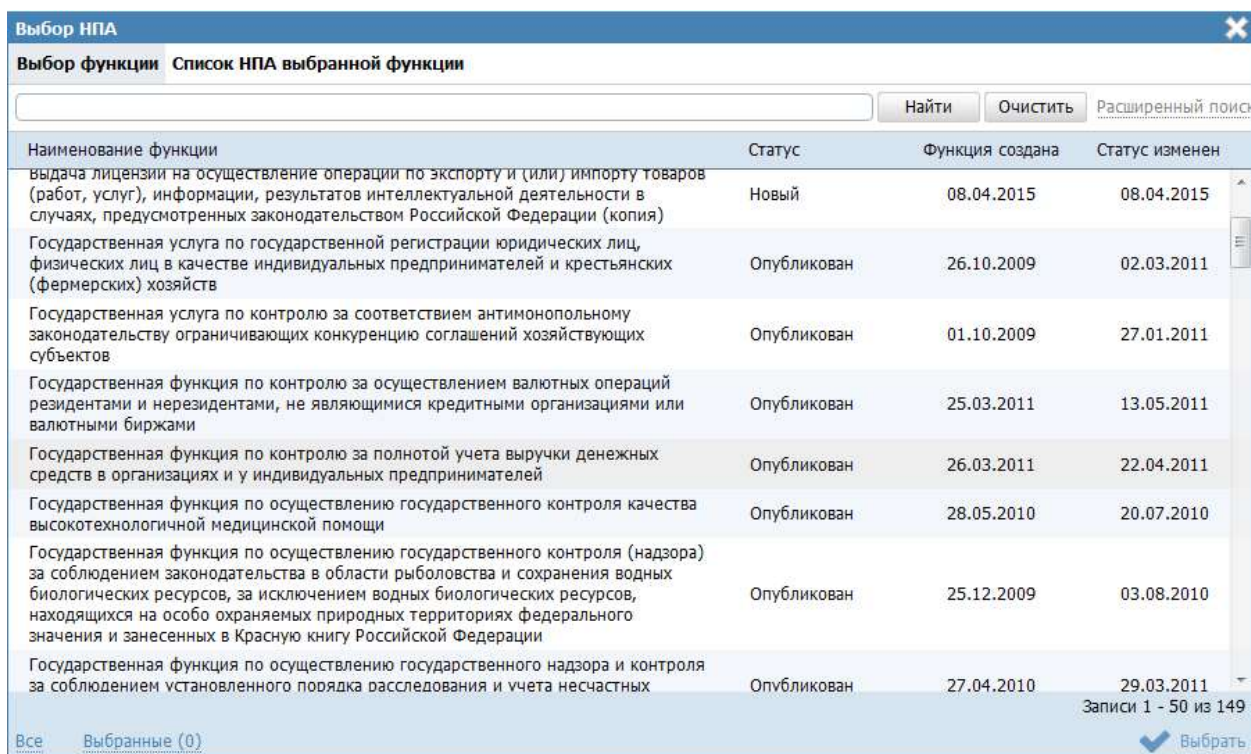 Выбор НПА
Выбор функции Список НПА выбранной функции
Найти Очистить Расширенный поиск
Наименование функции Статус Функция создана Статус изменен
Выдача лицензий на осуществление операций по экспорту и (или) импорту товаров
(работ, услуг), информации, результатов интеллектуальной деятельности в
случаях, предусмотренных законодательством Российской Федерации (копия)
Новый 08.04.2015 08.04.2015
Государственная услуга по государственной регистрации юридических лиц,
физических лиц в качестве индивидуальных предпринимателей и крестьянских
(фермерских) хозяйств
Опубликован 26.10.2009 02.03.2011
Государственная услуга по контролю за соответствием антимонопольному
законодательству ограничивающих конкуренцию соглашений хозяйствующих
субъектов
Опубликован 01.10.2009 27.01.2011
Государственная функция по контролю за осуществлением валютных операций
резидентами и нерезидентами, не являющимися кредитными организациями или
валютными биржами
Опубликован 25.03.2011 13.05.2011
Государственная функция по контролю за полнотой учета выручки денежных
средств в организациях и у индивидуальных предпринимателей
Опубликован 26.03.2011 22.04.2011
Государственная функция по осуществлению государственного контроля качества
высокотехнологичной медицинской помощи
Опубликован 28.05.2010 20.07.2010
Государственная функция по осуществлению государственного контроля (надзора)
за соблюдением законодательства в области рыболовства и сохранения водных
биологических ресурсов, за исключением водных биологических ресурсов,
находящихся на особо охраняемых природных территориях федерального
значения и занесенных в Красную книгу Российской Федерации
Опубликован 25.12.2009 03.08.2010
Государственная функция по осуществлению государственного надзора и контроля
за соблюдением установленного порядка расследования и учета несчастных
Опубликован 27.04.2010 29.03.2011
Записи 1 - 50 из 149
Все Выбранные (0) Выбрать